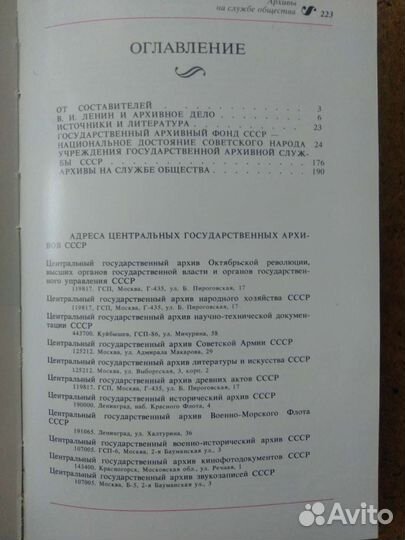 Архивы
на службе общества 223
ОГЛАВЛЕНИЕ
ОТ СОСТАВИТЕЛЕЙ . . . . . . . . . . 3
В. И. ЛЕНИН И АРХИВНОЕ ДЕЛО . . . . . 6
ИСТОЧНИКИ И ЛИТЕРАТУРА . . . . . . . 23
ГОСУДАРСТВЕННЫЙ АРХИВНЫЙ ФОНД СССР —
НАЦИОНАЛЬНОЕ ДОСТОЯНИЕ СОВЕТСКОГО НАРОДА 24
УЧРЕЖДЕНИЯ ГОСУДАРСТВЕННОЙ АРХИВНОЙ СЛУЖ-
БЫ СССР . . . . . . . . . . . . 176
АРХИВЫ НА СЛУЖБЕ ОБЩЕСТВА . . . . . . 190
АДРЕСА ЦЕНТРАЛЬНЫХ ГОСУДАРСТВЕННЫХ АРХИ-
ВОВ СССР
Центральный государственный архив Октябрьской революции,
высших органов государственной власти и органов государствен-
ного управления СССР
119817. ГСП, Москва, Г-435, ул. Б. Пироговская, 17
Центральный государственный архив народного хозяйства СССР
119817. ГСП, Москва, Г-435, ул. Б. Пироговская, 17
Центральный государственный архив научно-технической докумен-
тации СССР
443700. Куйбышев, ГСП-86, ул. Мичурина, 58
Центральный государственный архив Советской Армии СССР
125212. Москва, ул. Адмирала Макарова, 29
Центральный государственный архив литературы и искусства СССР
125212. Москва, ул. Выборгская, 3, корп. 2
Центральный государственный архив древних актов СССР
119817. ГСП, Москва, Г-435, ул. Б. Пироговская, 17
Центральный государственный исторический архив СССР
190000. Ленинград, наб. Красного Флота, 4
Центральный государственный архив Военно-Морского Флота
СССР
191065. Ленинград, ул. Халтурина, 36
Центральный государственный военно-исторический архив СССР
107005. ГСП-6, Москва, 2-я Бауманская ул., 3
Центральный государственный архив кинофотодокументов СССР
143400. Красногорск, Московская обл., ул. Речная, 1
Центральный государственный архив звукозаписей СССР
107005. Москва, Б-5, 2-я Бауманская ул., 3
Avito